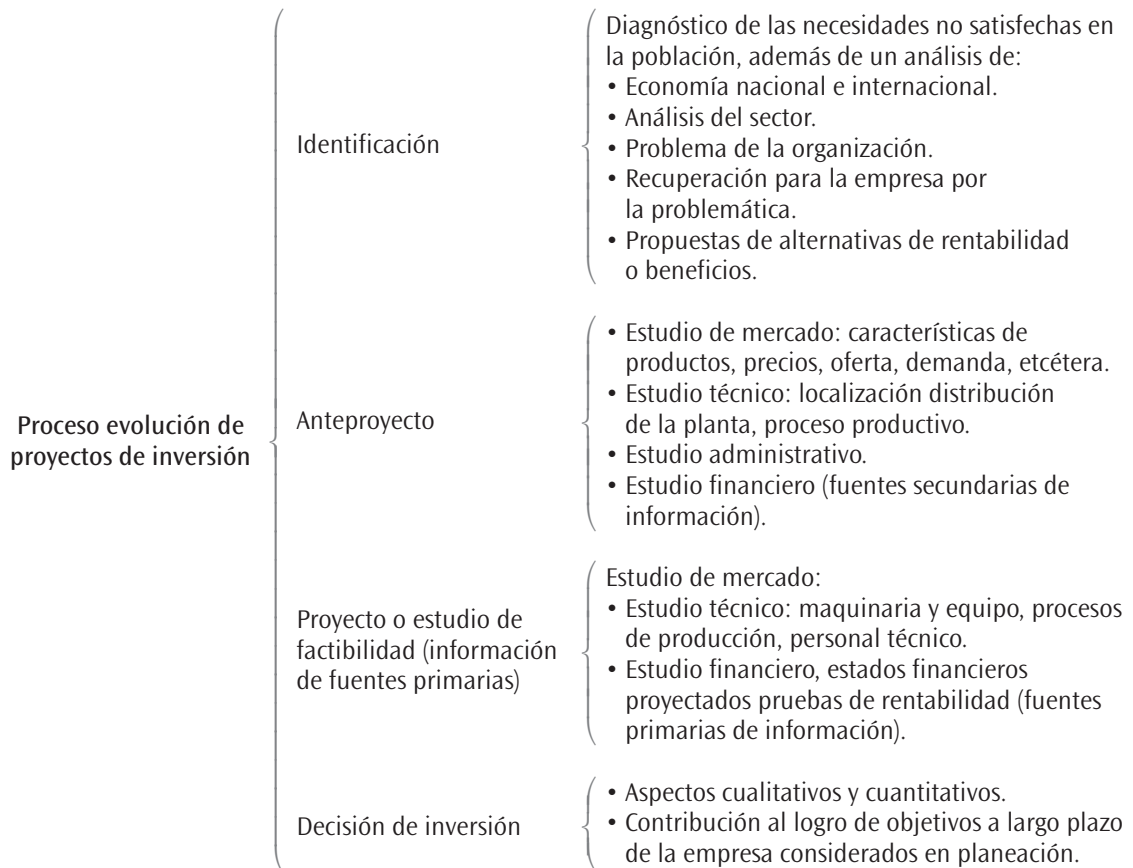 Proceso evolución de
proyectos de inversión
Identificación
Diagnóstico de las necesidades no satisfechas en
la población, además de un análisis de:
• Economía nacional e internacional.
• Análisis del sector.
• Problema de la organización.
• Recuperación para la empresa por
la problemática.
• Propuestas de alternativas de rentabilidad
o beneficios.
Anteproyecto
• Estudio de mercado: características de
productos, precios, oferta, demanda, etcétera.
• Estudio técnico: localización distribución
de la planta, proceso productivo.
• Estudio administrativo.
• Estudio financiero (fuentes secundarias de
información).
Proyecto o estudio de
factibilidad (información
de fuentes primarias)
Estudio de mercado:
• Estudio técnico: maquinaria y equipo, procesos
de producción, personal técnico.
• Estudio financiero, estados financieros
proyectados pruebas de rentabilidad (fuentes
primarias de información).
Decisión de inversión
• Aspectos cualitativos y cuantitativos.
• Contribución al logro de objetivos a largo plazo
de la empresa considerados en planeación.